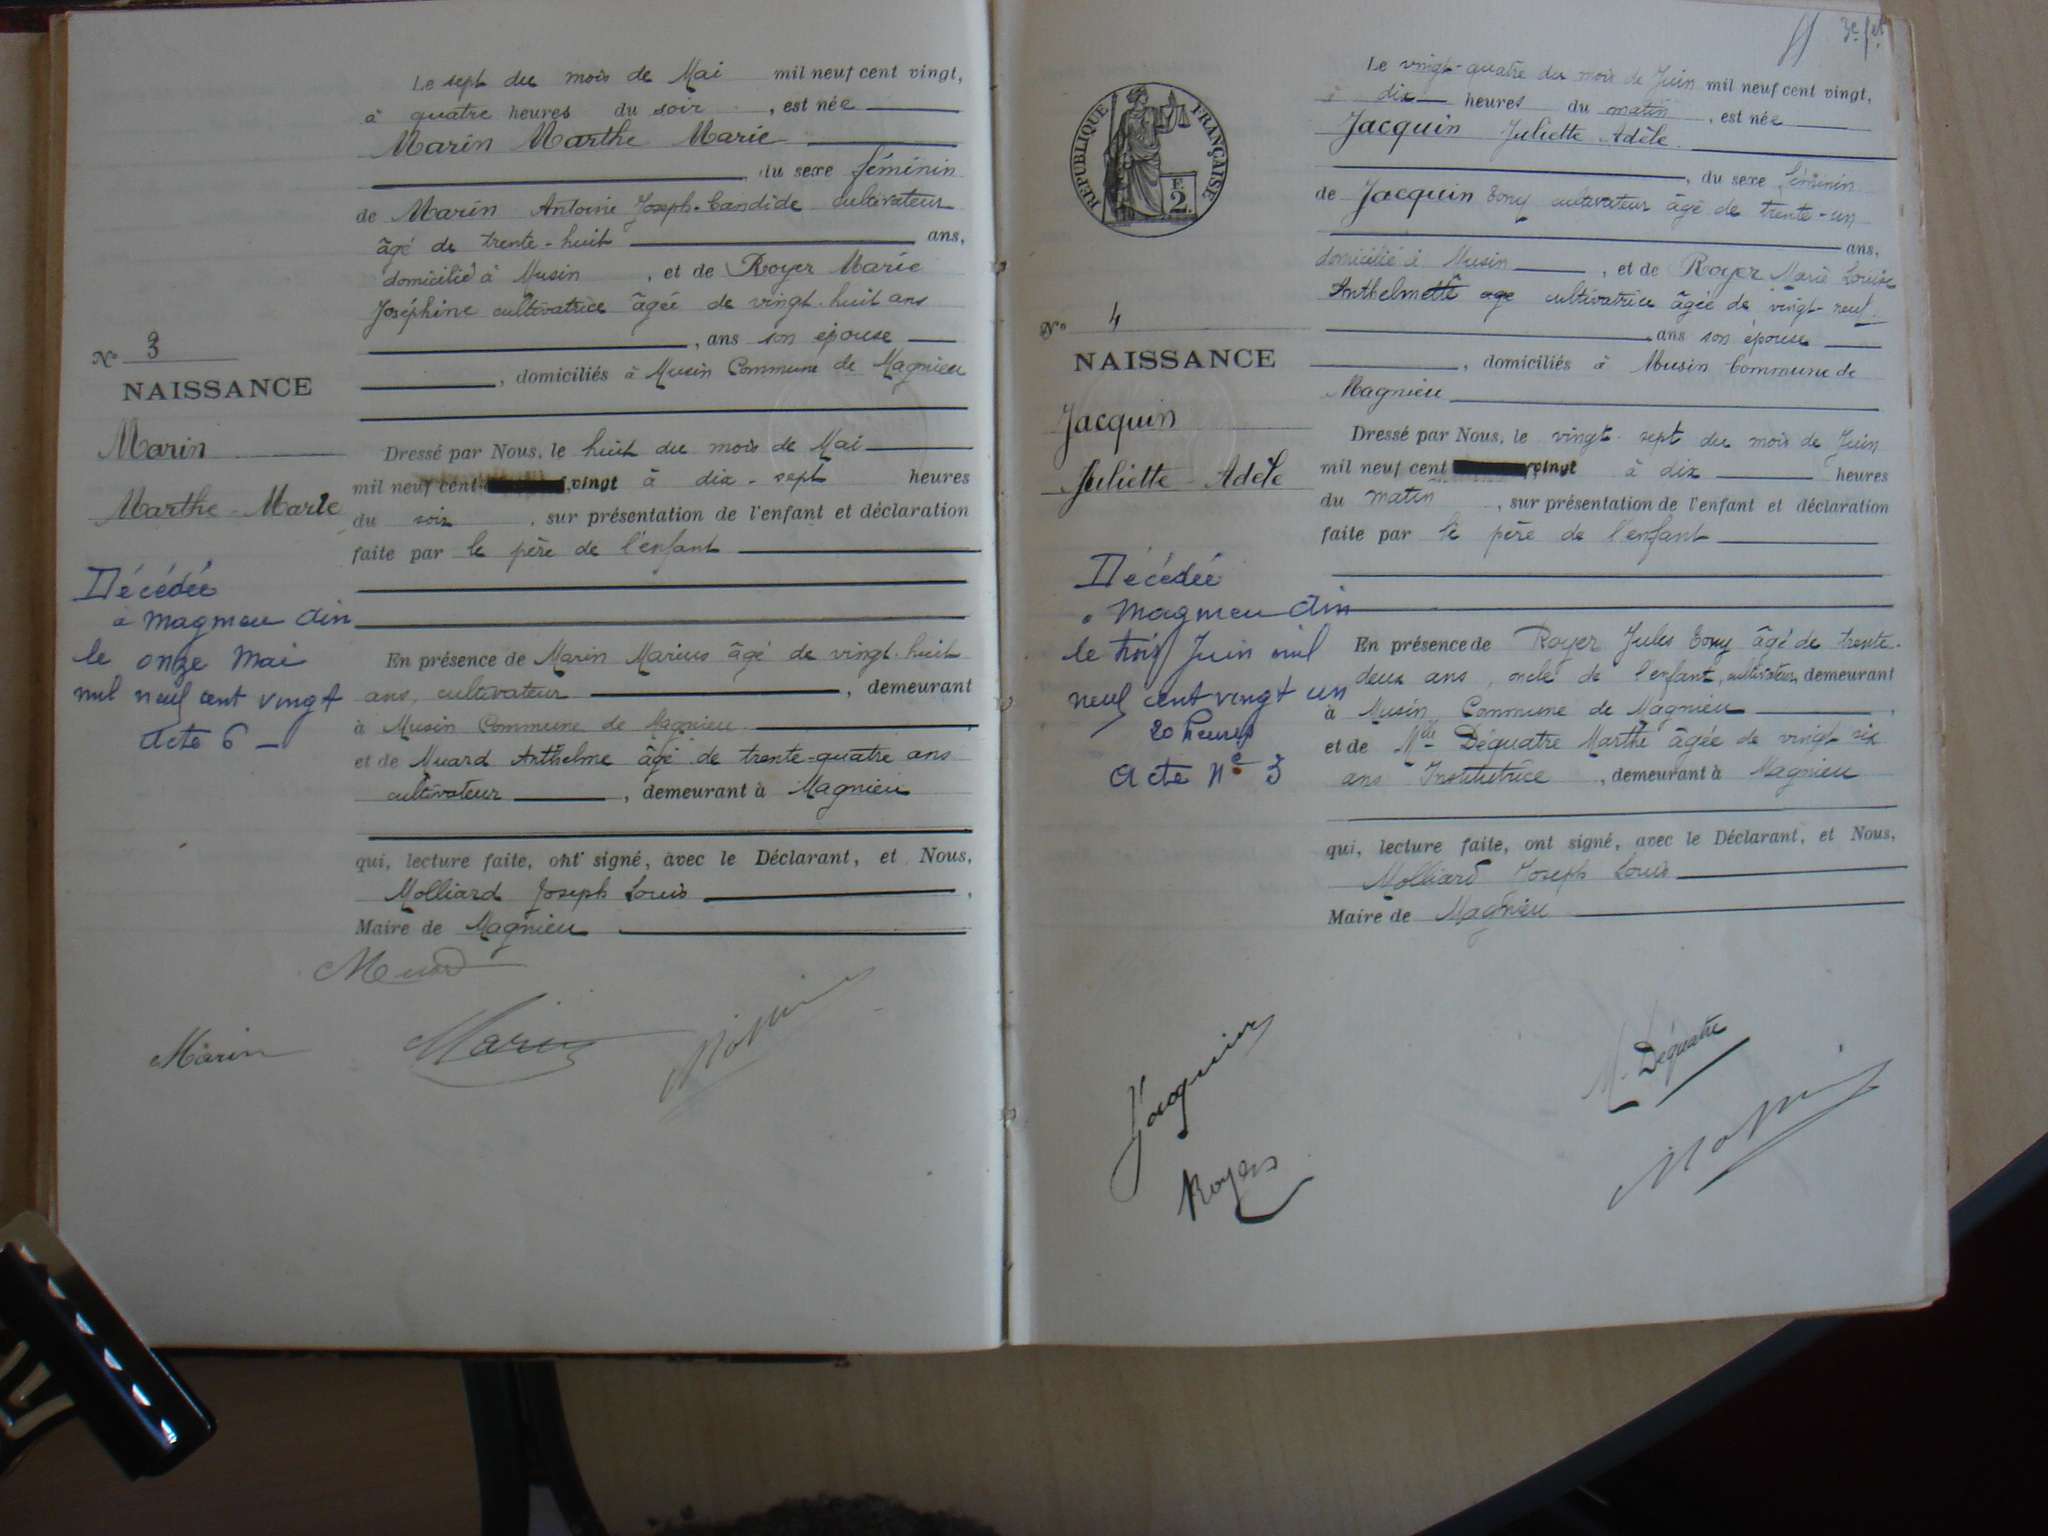 Le sept du mois de Mai mil neuf cent vingt,
à quatre heures du soir, est née
Marin Marthe Marie
du sexe féminin
de Marin Antoine Joseph-Candide cultivateur
âgé de trente-huit ans,
domicilié à Musin, et de Royer Marie
Joséphine cultivatrice âgée de vingt-huit ans
, ans son épouse
, domiciliés à Musin Commune de Magnieu
No 3
NAISSANCE
Marin
Marthe-Marie
Dressé par Nous, le huit du mois de Mai
mil neuf cent vingt à dix-sept heures
du soir, sur présentation de l'enfant et déclaration
faite par le père de l'enfant
Décédée
à Magnieu Ain
le onze Mai
mil neuf cent vingt
Acte 6
En présence de Marin Marius âgé de vingt-huit
ans, cultivateur, demeurant
à Musin Commune de Magnieu
et de Muard Anthelme âgé de trente-quatre ans
cultivateur, demeurant à Magnieu
qui, lecture faite, ont signé, avec le Déclarant, et Nous,
Molliard Joseph Louis,
Maire de Magnieu
Muard
Marin
Marin
3e
RÉPUBLIQUE FRANÇAISE
F.
2
Le vingt-quatre du mois de Juin mil neuf cent vingt,
à dix heures du matin, est née
Jacquin Juliette Adèle
, du sexe féminin
de Jacquin Tony cultivateur âgé de trente-un
ans,
domicilié à Musin, et de Royer Marie Louise
Anthelmette age cultivatrice âgée de vingt-neuf
ans son épouse
, domiciliés à Musin Commune de
Magnieu
No 4
NAISSANCE
Jacquin
Juliette-Adèle
Dressé par Nous, le vingt-sept du mois de Juin
mil neuf cent vingt à dix heures
du matin, sur présentation de l'enfant et déclaration
faite par le père de l'enfant
Décédée
à Magnieu Ain
le trois Juin mil
neuf cent vingt un
20 heures
Acte No 3
En présence de Royer Jules Tony âgé de trente-
deux ans, oncle de l'enfant, cultivateur, demeurant
à Musin Commune de Magnieu,
et de Mlle Déquatre Marthe âgée de vingt six
ans Institutrice, demeurant à Magnieu
qui, lecture faite, ont signé, avec le Déclarant, et Nous,
Molliard Joseph Louis
Maire de Magnieu
Jacquin
Royer
M. Déquatre